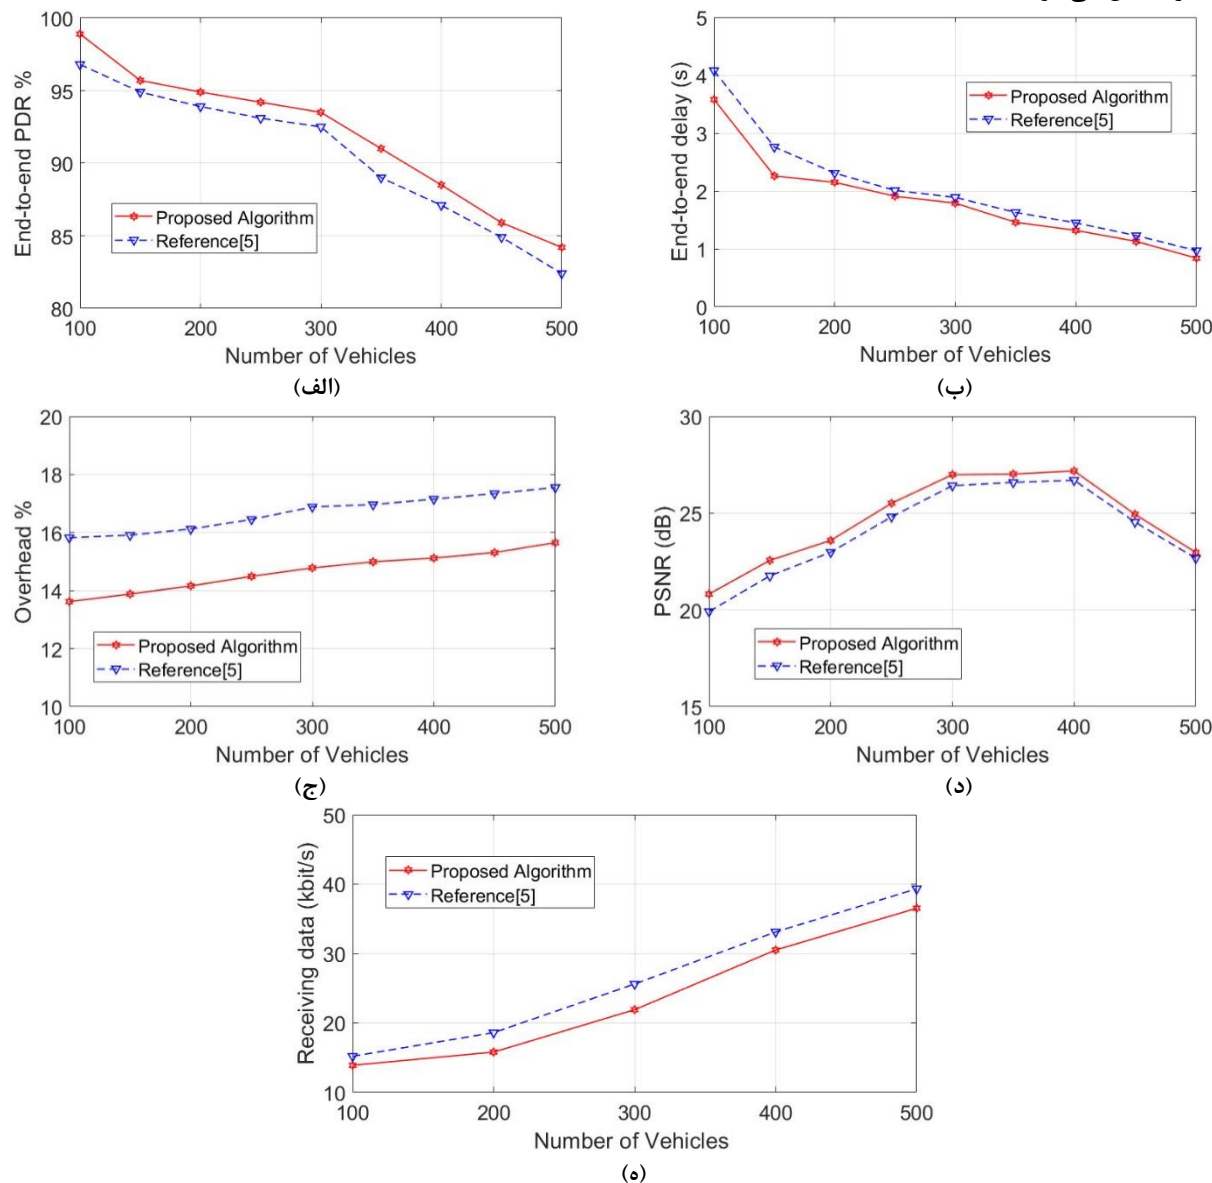 100
95
90
85
80
End-to-end PDR %
Proposed Algorithm
Reference[5]
100 200 300 400 500
Number of Vehicles
(الف)
5
4
3
2
1
0
End-to-end delay (s)
Proposed Algorithm
Reference[5]
100 200 300 400 500
Number of Vehicles
(ب)
20
18
16
14
12
10
Overhead %
Proposed Algorithm
Reference[5]
100 200 300 400 500
Number of Vehicles
(ج)
30
25
20
15
PSNR (dB)
Proposed Algorithm
Reference[5]
100 200 300 400 500
Number of Vehicles
(د)
50
40
30
20
10
Receiving data (kbit/s)
Proposed Algorithm
Reference[5]
100 200 300 400 500
Number of Vehicles
(ه)